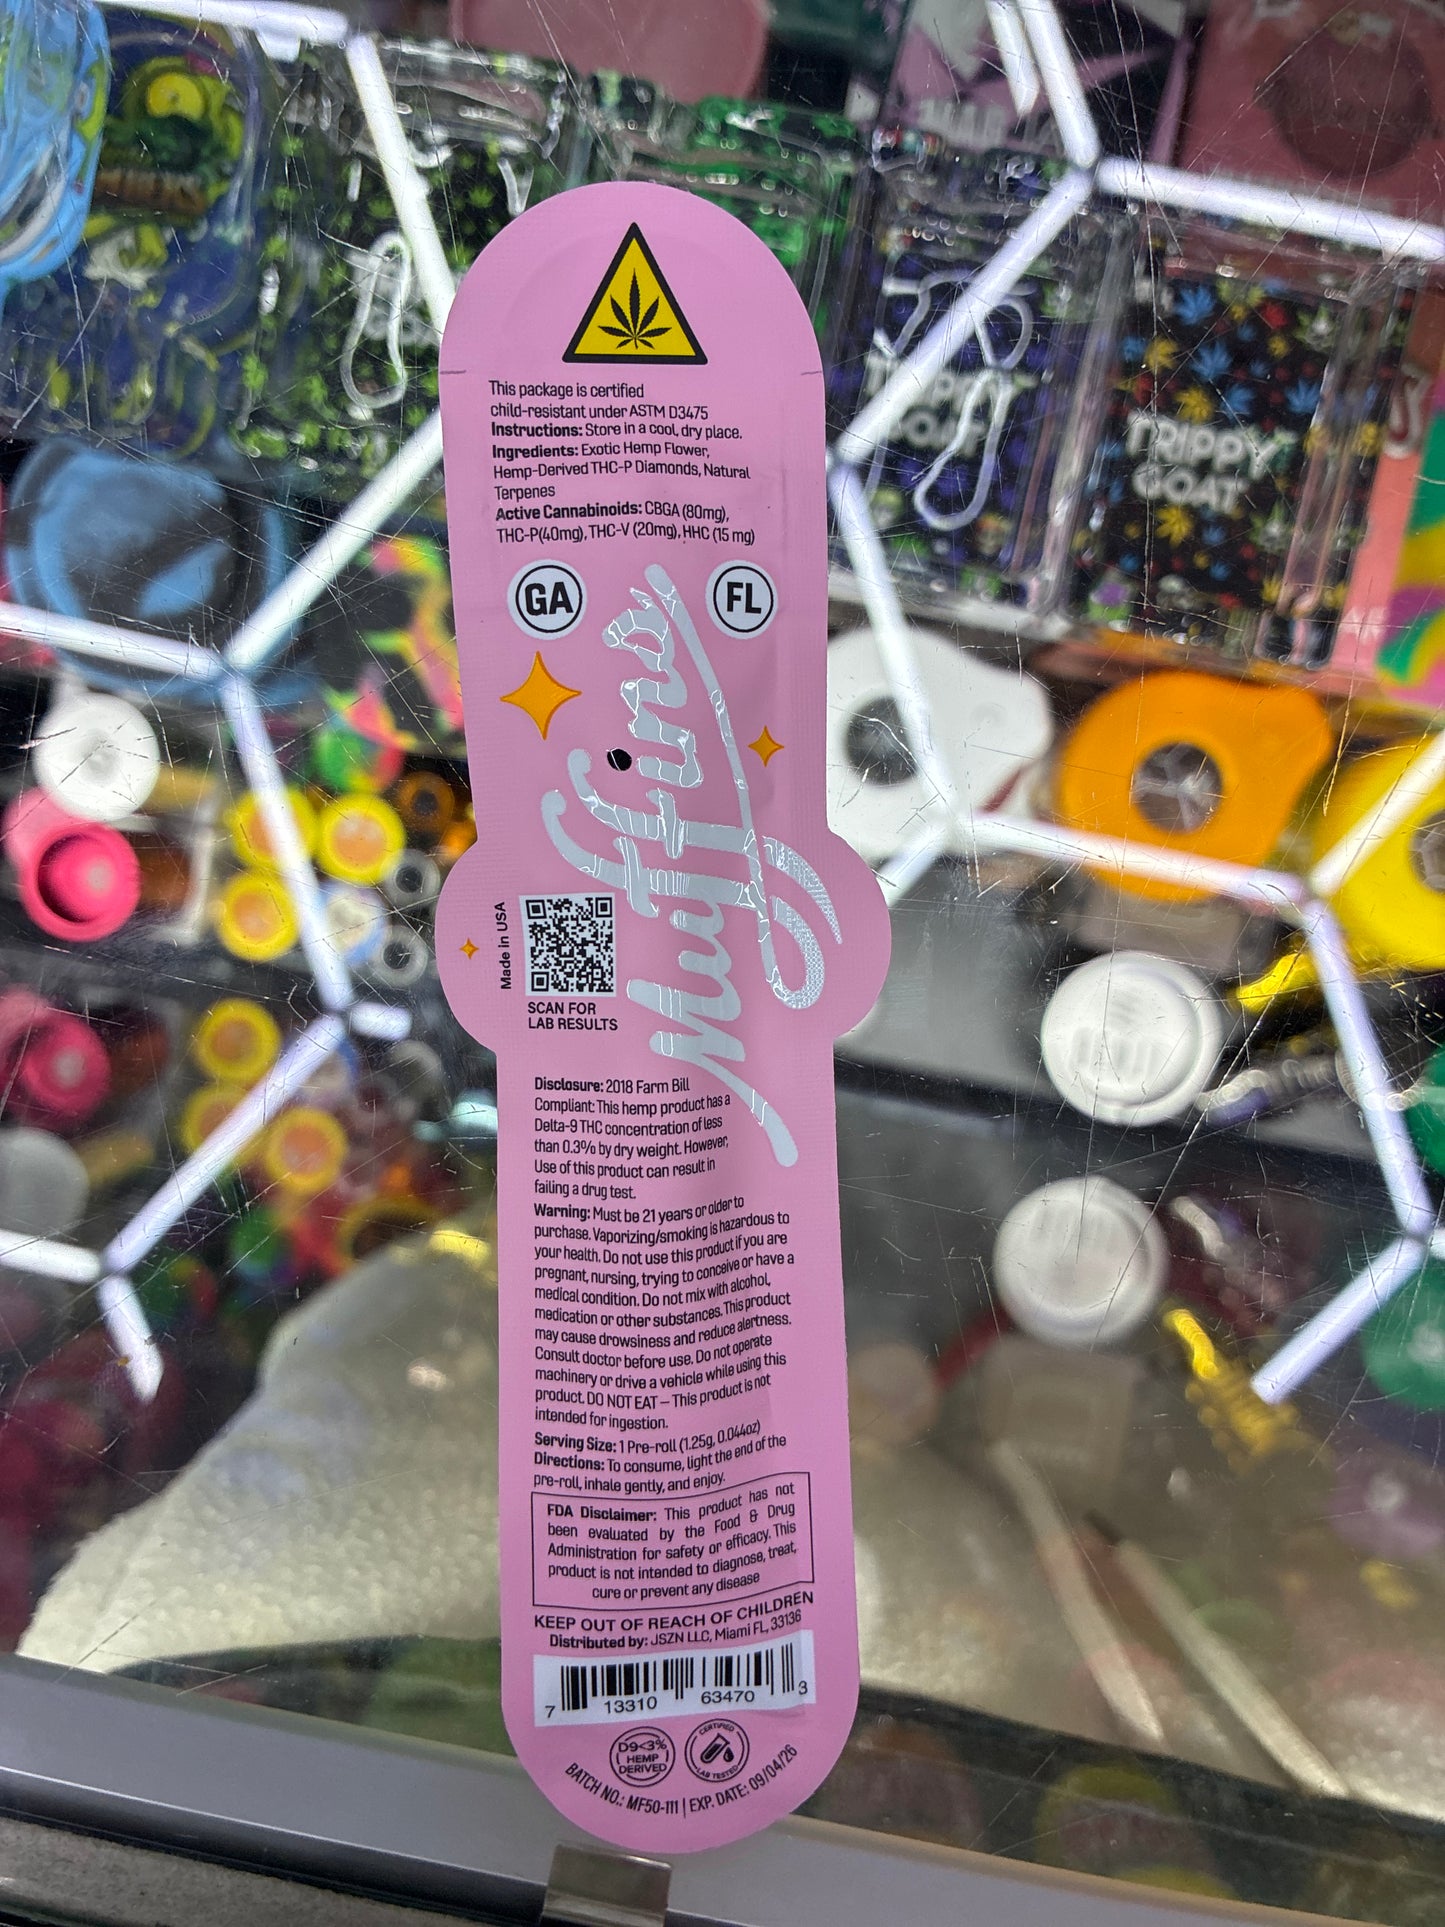 This package is certified
child-resistant under ASTM D3475
Instructions: Store in a cool, dry place.
Ingredients: Exotic Hemp Flower,
Hemp-Derived THC-P Diamonds, Natural
Terpenes
Active Cannabinoids: CBGA (80mg),
THC-P(40mg), THC-V (20mg), HHC (15 mg)
GA
FL
Muffins
Made in USA
SCAN FOR
LAB RESULTS
Disclosure: 2018 Farm Bill
Compliant: This hemp product has a
Delta-9 THC concentration of less
than 0.3% by dry weight. However,
Use of this product can result in
failing a drug test.
Warning: Must be 21 years or older to
purchase. Vaporizing/smoking is hazardous to
your health. Do not use this product if you are
pregnant, nursing, trying to conceive or have a
medical condition. Do not mix with alcohol,
medication or other substances. This product
may cause drowsiness and reduce alertness.
Consult doctor before use. Do not operate
machinery or drive a vehicle while using this
product. DO NOT EAT – This product is not
intended for ingestion.
Serving Size: 1 Pre-roll (1.25g, 0.044oz)
Directions: To consume, light the end of the
pre-roll, inhale gently, and enjoy.
FDA Disclaimer: This product has not
been evaluated by the Food & Drug
Administration for safety or efficacy. This
product is not intended to diagnose, treat,
cure or prevent any disease
KEEP OUT OF REACH OF CHILDREN
Distributed by: JSZN LLC, Miami FL, 33136
7 13310 63470 3
D9<3%
HEMP
DERIVED
CERTIFIED
LAB TESTED
BATCH NO.: MF50-111 | EXP. DATE: 09/04/26
TRIPPY
GOAT
TRIPPY
GOAT